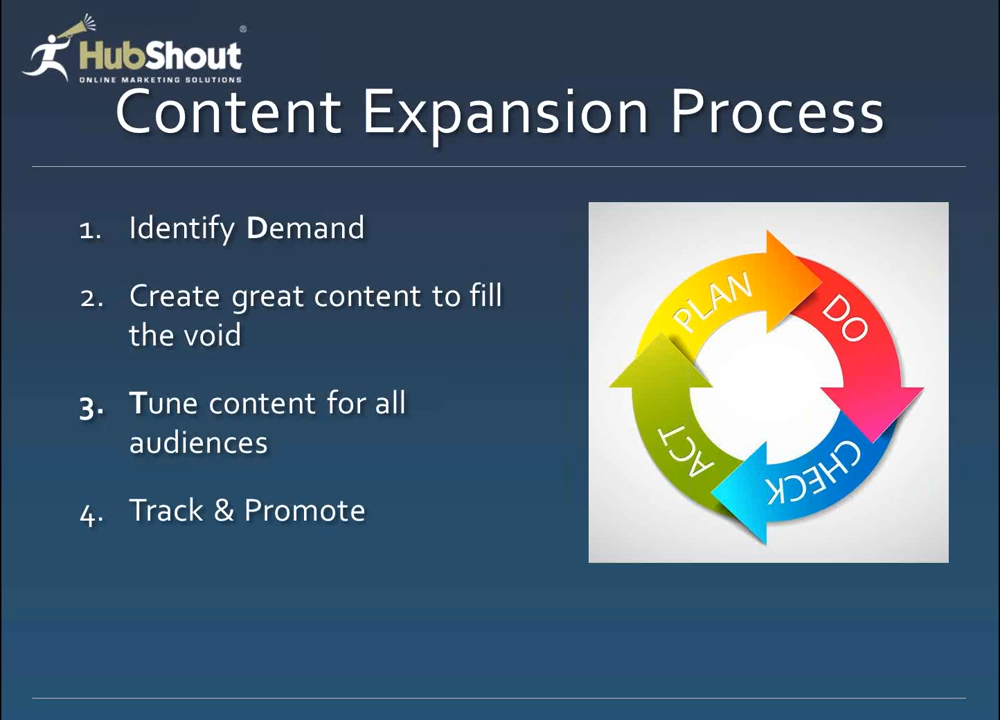 HubShout®
ONLINE MARKETING SOLUTIONS
Content Expansion Process
1. Identify Demand
2. Create great content to fill
the void
3. Tune content for all
audiences
4. Track & Promote
PLAN
DO
CHECK
ACT